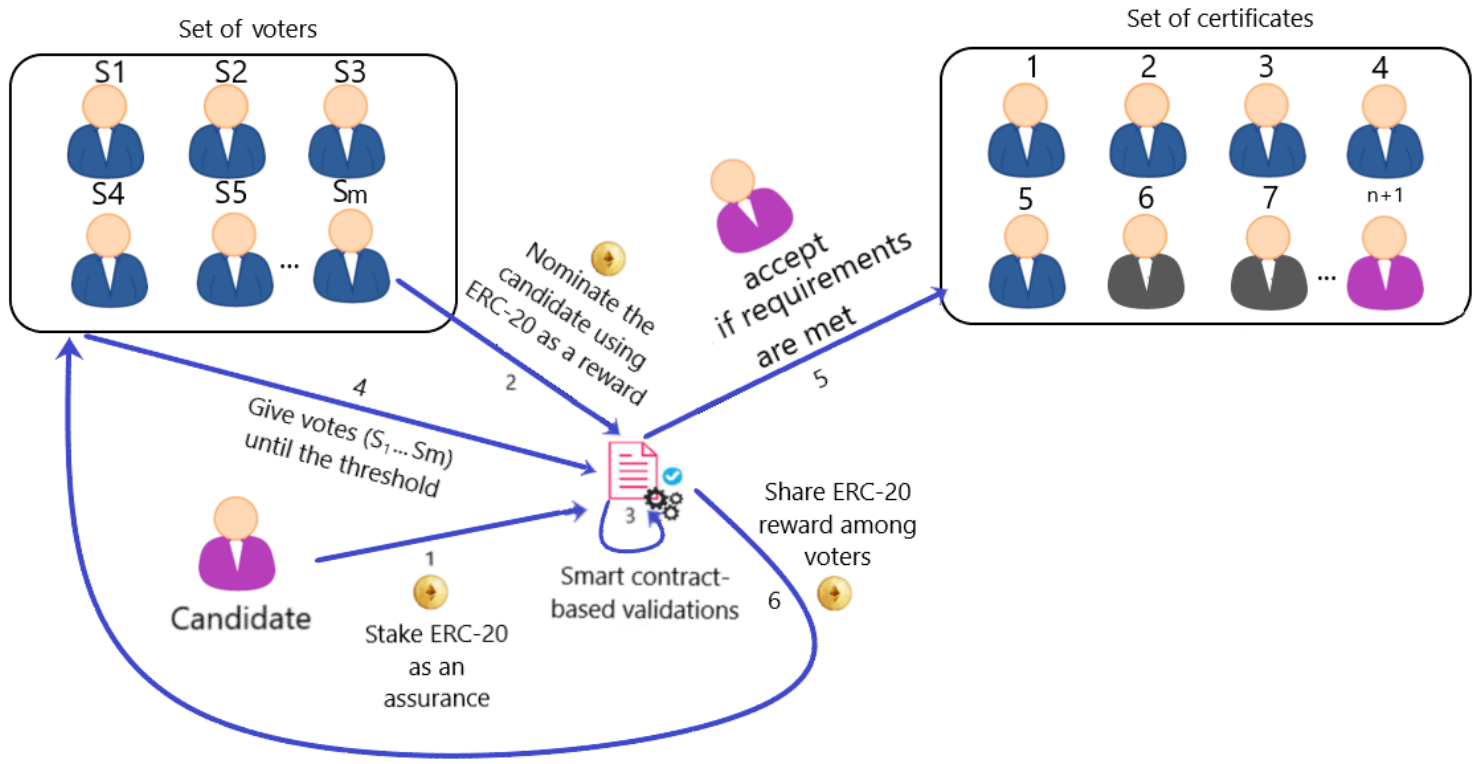 Set of voters
S1 S2 S3
S4 S5 Sm
...
Set of certificates
1 2 3 4
5 6 7 n+1
...
Nominate the
candidate using
ERC-20 as a reward
2
accept
if requirements
are met
5
4
Give votes (S₁...Sm)
until the threshold
Candidate
1
Stake ERC-20
as an
assurance
3
Smart contract-
based validations
Share ERC-20
reward among
voters
6